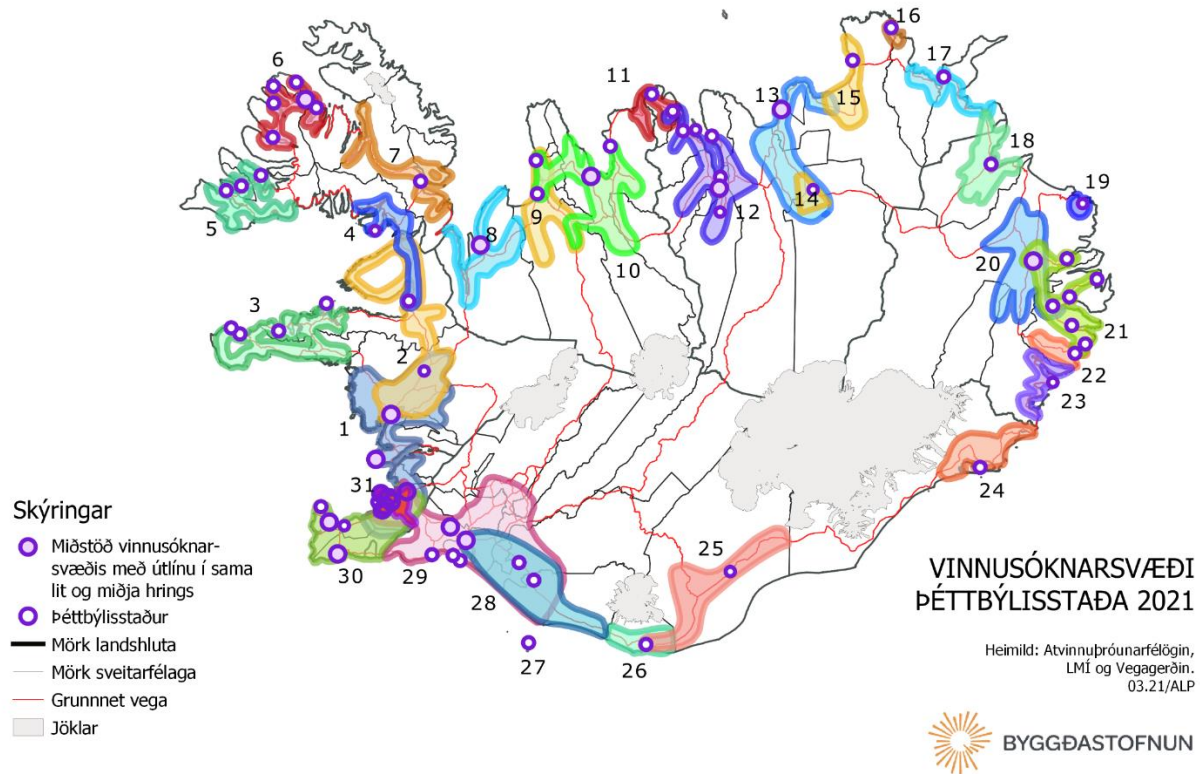 16
6
11
17
13
15
7
18
5
9
14
19
4
12
8
10
20
3
21
2
22
23
1
24
31
25
30
29
28
26
27
Skýringar
Miðstöð vinnusóknar-
svæðis með útlínu í sama
lit og miðja hrings
Þéttbýlisstaður
Mörk landshluta
Mörk sveitarfélaga
Grunnnet vega
Jöklar
VINNUSÓKNARSVÆÐI
ÞÉTTBÝLISSTAÐA 2021
Heimild: Atvinnuþróunarfélögin,
LMÍ og Vegagerðin.
03.21/ALP
BYGGÐASTOFNUN